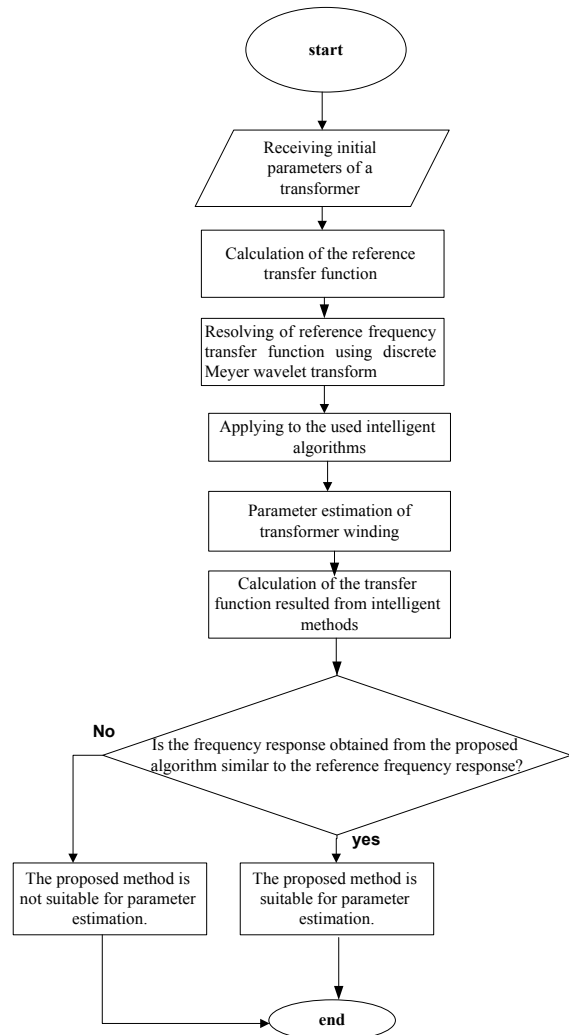 start
Receiving initial
parameters of a
transformer
Calculation of the reference
transfer function
Resolving of reference frequency
transfer function using discrete
Meyer wavelet transform
Applying to the used intelligent
algorithms
Parameter estimation of
transformer winding
Calculation of the transfer
function resulted from intelligent
methods
No
Is the frequency response obtained from the proposed
algorithm similar to the reference frequency response?
yes
The proposed method is
not suitable for parameter
estimation.
The proposed method is
suitable for parameter
estimation.
end